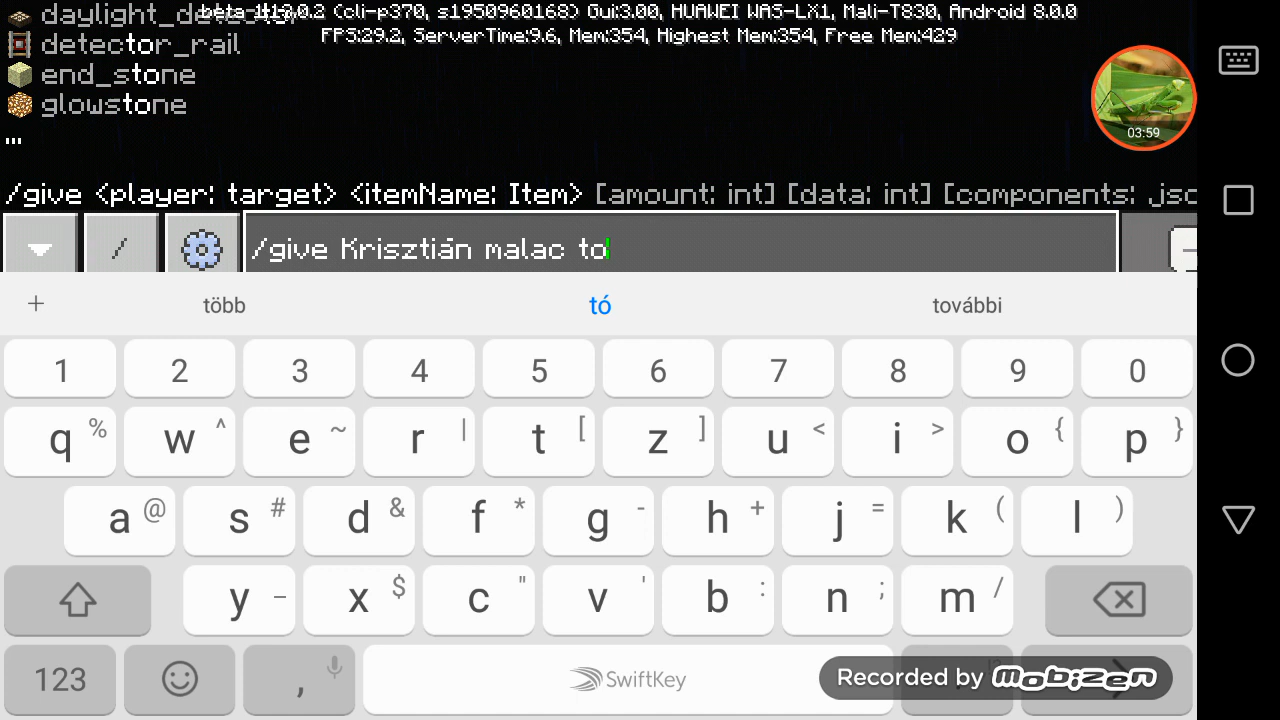 daylight_detector
beta 1.13.0.2 (cli-p370, s1950960168) Gui:3.00, HUAWEI WAS-LX1, Mali-T830, Android 8.0.0
detector_rail
FPS:29.2, ServerTime:9.6, Mem:354, Highest Mem:354, Free Mem:429
end_stone
glowstone
...
03:59
/give <player: target> <itemName: Item> [amount: int] [data: int] [components: .jsc
/ /give Krisztián malac to
+ több tó további
1 2 3 4 5 6 7 8 9 0
q % w ^ e ~ r | t [ z ] u < i > o { p }
a @ s # d & f * g - h + j = k ( l )
y _ x $ c " v ' b : n ; m /
123 , SwiftKey
Recorded by mobizen